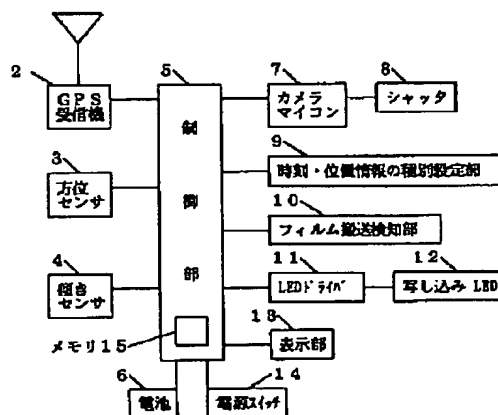 2
GPS
受信機
3
方位
センサ
4
傾き
センサ
5
制御部
メモリ15
6
電池
7
カメラ
マイコン
8
シャッタ
9
時刻・位置情報の種別設定部
10
フィルム搬送検知部
11
LEDドライバ
12
写し込み LED
13
表示部
14
電源スイッチ